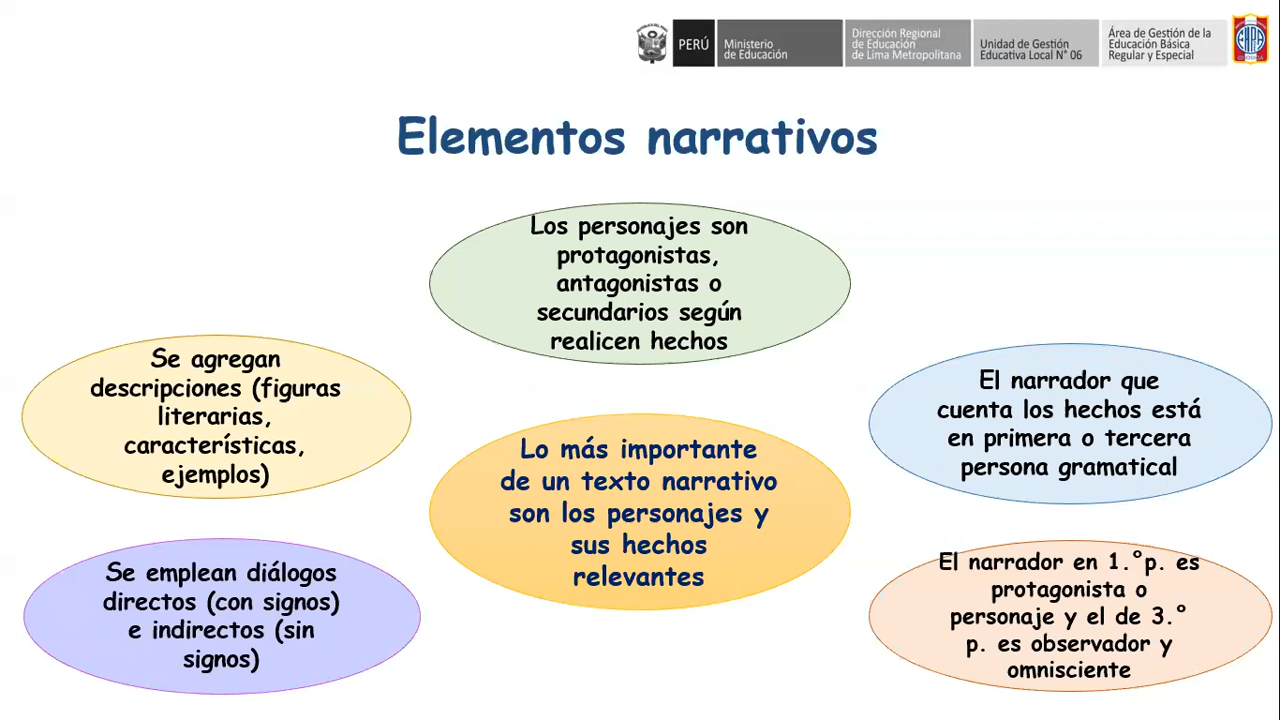 PERÚ
Ministerio
de Educación
Dirección Regional
de Educación
de Lima Metropolitana
Unidad de Gestión
Educativa Local N° 06
Área de Gestión de la
Educación Básica
Regular y Especial
Elementos narrativos
Los personajes son
protagonistas,
antagonistas o
secundarios según
realicen hechos
Se agregan
descripciones (figuras
literarias,
características,
ejemplos)
El narrador que
cuenta los hechos está
en primera o tercera
persona gramatical
Lo más importante
de un texto narrativo
son los personajes y
sus hechos
relevantes
Se emplean diálogos
directos (con signos)
e indirectos (sin
signos)
El narrador en 1.°p. es
protagonista o
personaje y el de 3.°
p. es observador y
omnisciente